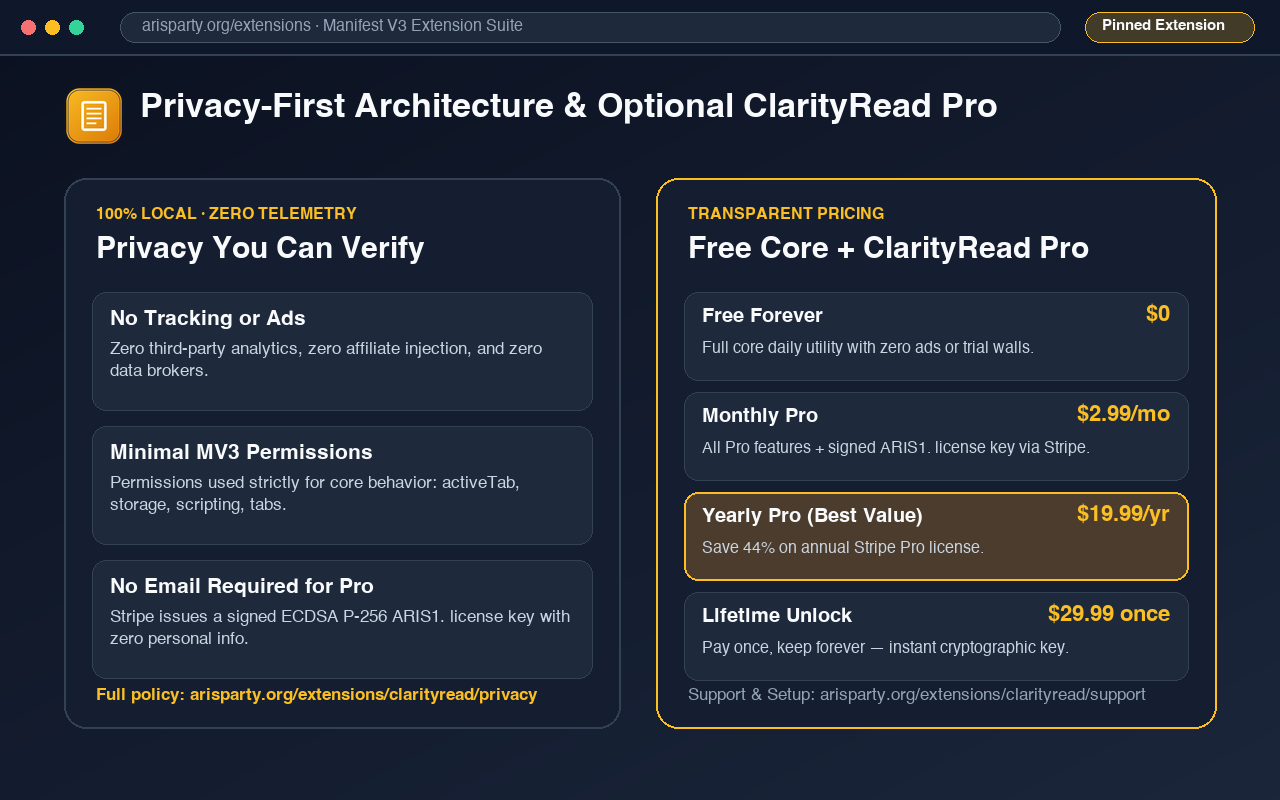 arisparty.org/extensions · Manifest V3 Extension Suite
Pinned Extension
Privacy-First Architecture & Optional ClarityRead Pro
100% LOCAL · ZERO TELEMETRY
Privacy You Can Verify
No Tracking or Ads
Zero third-party analytics, zero affiliate injection, and zero
data brokers.
Minimal MV3 Permissions
Permissions used strictly for core behavior: activeTab,
storage, scripting, tabs.
No Email Required for Pro
Stripe issues a signed ECDSA P-256 ARIS1. license key with
zero personal info.
Full policy: arisparty.org/extensions/clarityread/privacy
TRANSPARENT PRICING
Free Core + ClarityRead Pro
Free Forever
$0
Full core daily utility with zero ads or trial walls.
Monthly Pro
$2.99/mo
All Pro features + signed ARIS1. license key via Stripe.
Yearly Pro (Best Value)
$19.99/yr
Save 44% on annual Stripe Pro license.
Lifetime Unlock
$29.99 once
Pay once, keep forever — instant cryptographic key.
Support & Setup: arisparty.org/extensions/clarityread/support